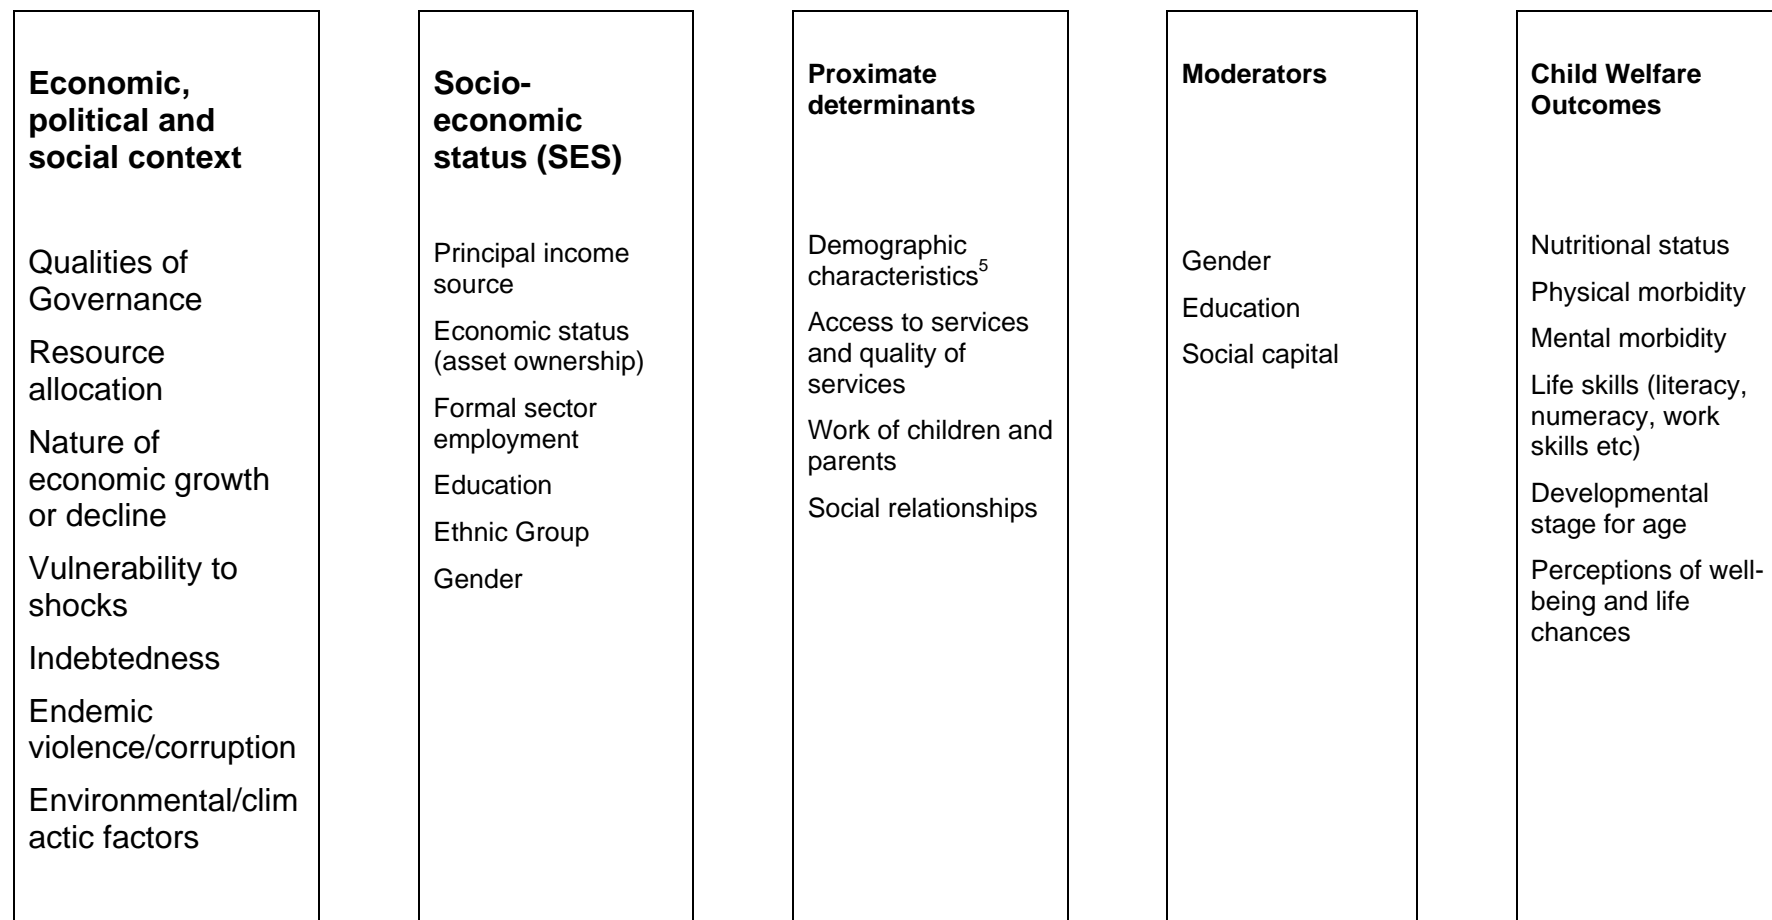 Economic,
political and
social context
Qualities of
Governance
Resource
allocation
Nature of
economic growth
or decline
Vulnerability to
shocks
Indebtedness
Endemic
violence/corruption
Environmental/clim
actic factors
Socio-
economic
status (SES)
Principal income
source
Economic status
(asset ownership)
Formal sector
employment
Education
Ethnic Group
Gender
Proximate
determinants
Demographic
characteristics5
Access to services
and quality of
services
Work of children and
parents
Social relationships
Moderators
Gender
Education
Social capital
Child Welfare
Outcomes
Nutritional status
Physical morbidity
Mental morbidity
Life skills (literacy,
numeracy, work
skills etc)
Developmental
stage for age
Perceptions of well-
being and life
chances